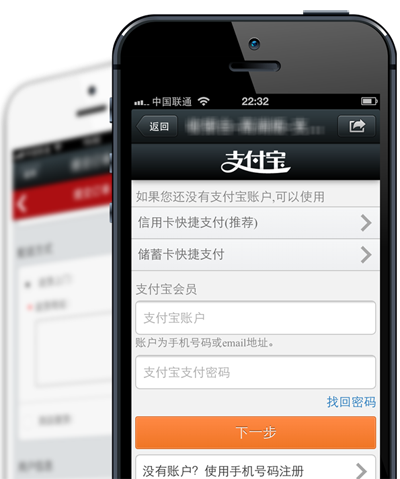 中国联通
22:32
返回
支付宝
如果您还没有支付宝账户,可以使用
信用卡快捷支付(推荐)
储蓄卡快捷支付
支付宝会员
支付宝账户
账户为手机号码或email地址。
支付宝支付密码
找回密码
下一步
没有账户？使用手机号码注册